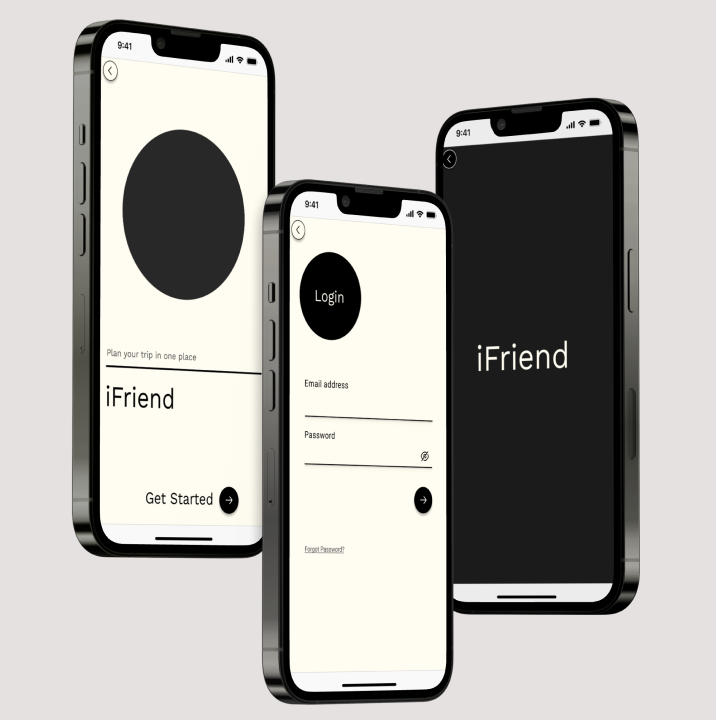 9:41
Plan your trip in one place
iFriend
Get Started
9:41
Login
Email address
Password
Forgot Password?
9:41
iFriend